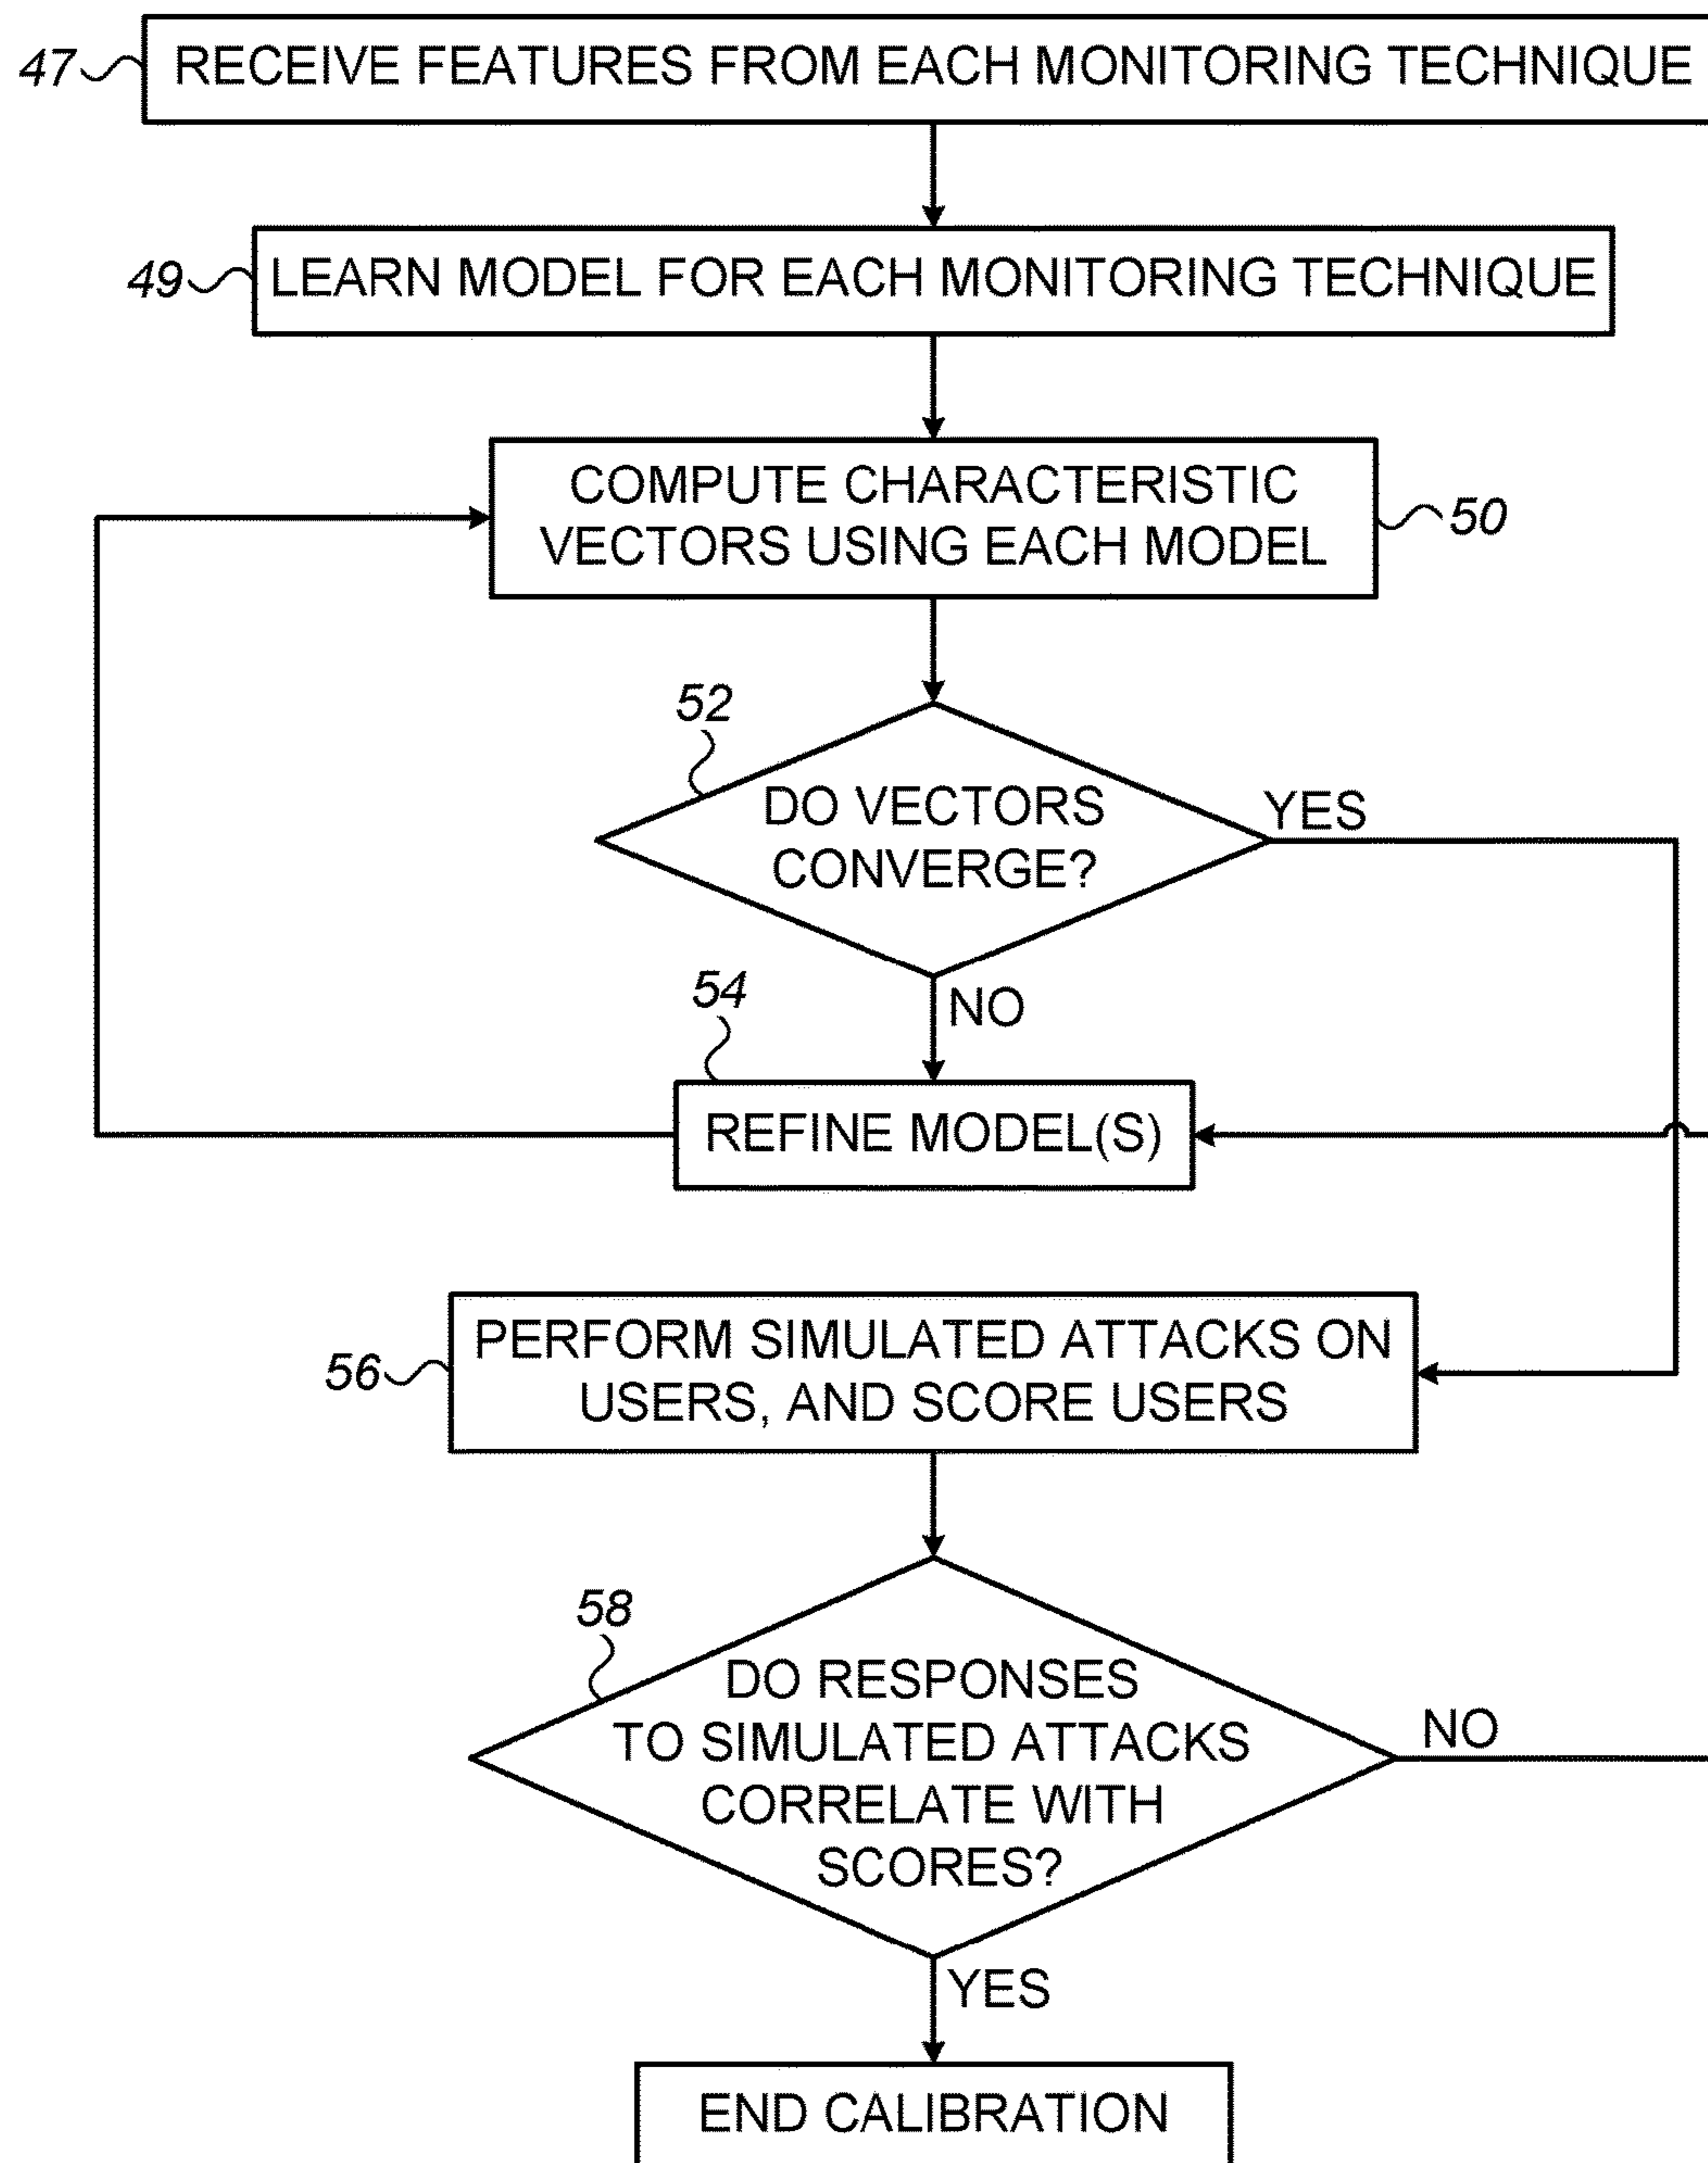 47
RECEIVE FEATURES FROM EACH MONITORING TECHNIQUE
49
LEARN MODEL FOR EACH MONITORING TECHNIQUE
COMPUTE CHARACTERISTIC
VECTORS USING EACH MODEL
50
52
DO VECTORS
CONVERGE?
YES
NO
54
REFINE MODEL(S)
56
PERFORM SIMULATED ATTACKS ON
USERS, AND SCORE USERS
58
DO RESPONSES
TO SIMULATED ATTACKS
CORRELATE WITH
SCORES?
NO
YES
END CALIBRATION